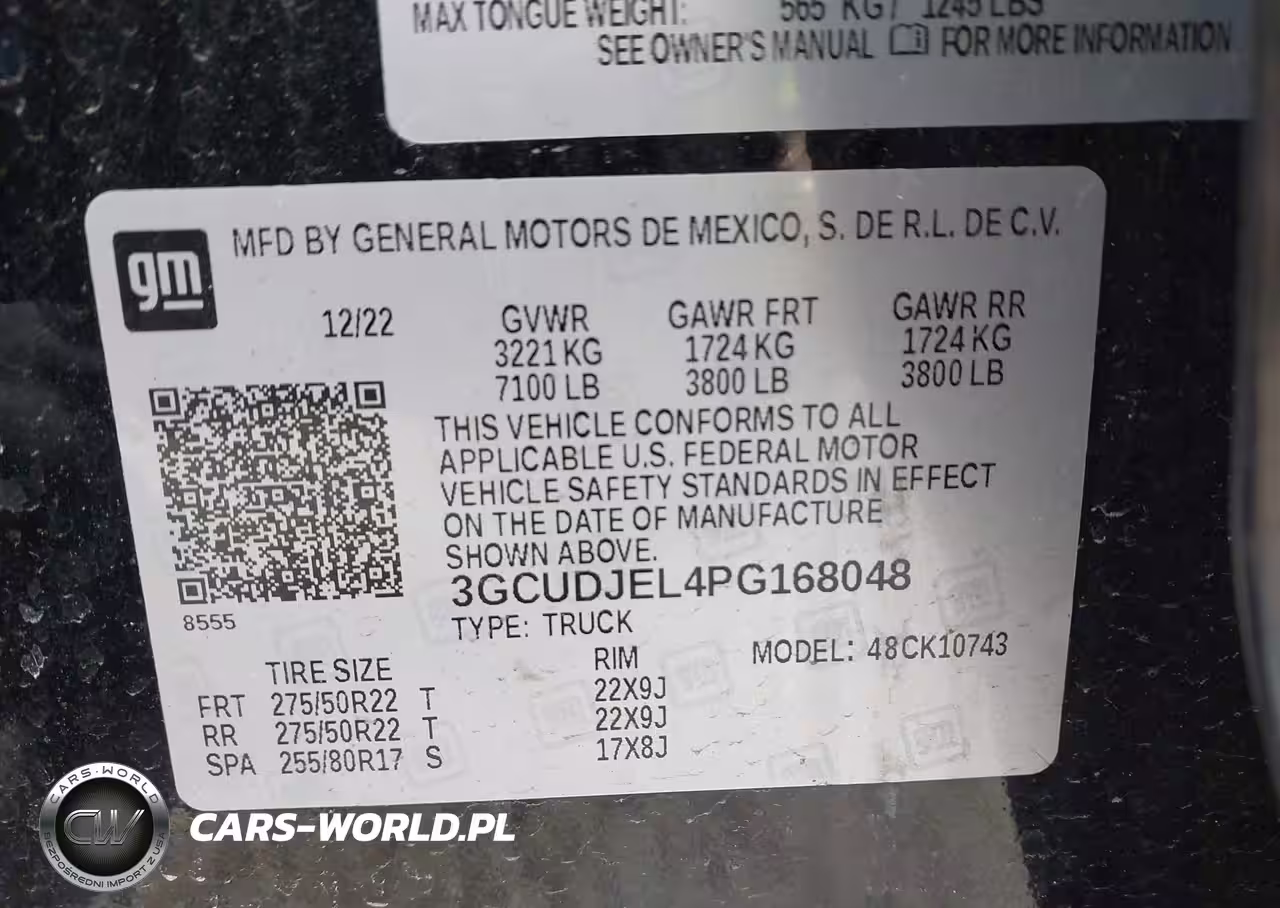 MAX TONGUE WEIGHT: 565 KG / 1245 LBS
SEE OWNER'S MANUAL FOR MORE INFORMATION
gm
MFD BY GENERAL MOTORS DE MEXICO, S. DE R.L. DE C.V.
12/22 GVWR GAWR FRT GAWR RR
3221 KG 1724 KG 1724 KG
7100 LB 3800 LB 3800 LB
THIS VEHICLE CONFORMS TO ALL
APPLICABLE U.S. FEDERAL MOTOR
VEHICLE SAFETY STANDARDS IN EFFECT
ON THE DATE OF MANUFACTURE
SHOWN ABOVE.
3GCUDJEL4PG168048
8555
TYPE: TRUCK
TIRE SIZE RIM MODEL: 48CK10743
FRT 275/50R22 T 22X9J
RR 275/50R22 T 22X9J
SPA 255/80R17 S 17X8J
CARS-WORLD
CW
BEZPOŚREDNI IMPORT Z USA
CARS-WORLD.PL